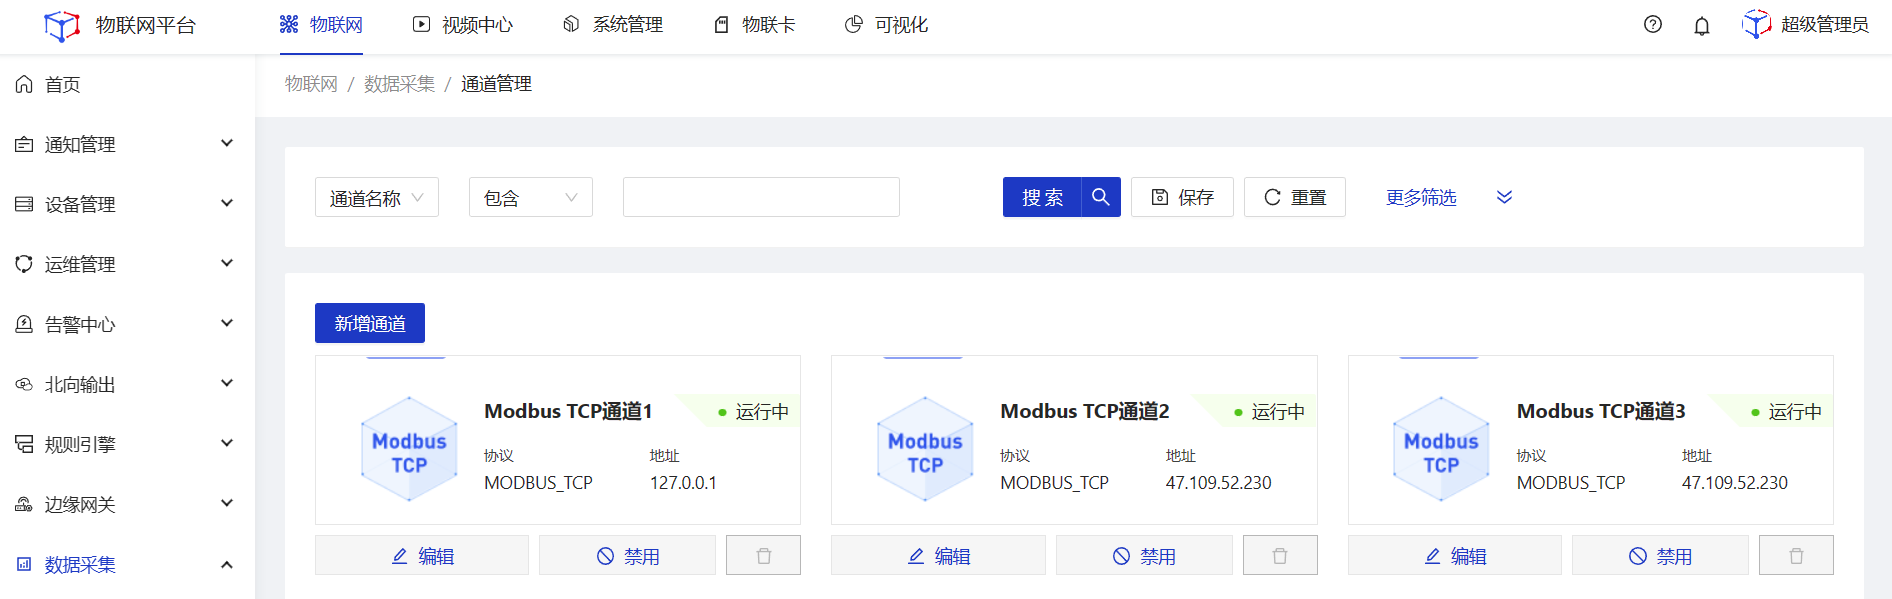 物联网平台
物联网 视频中心 系统管理 物联卡 可视化
超级管理员
首页
通知管理
设备管理
运维管理
告警中心
北向输出
规则引擎
边缘网关
数据采集
物联网 / 数据采集 / 通道管理
通道名称 包含 搜索 保存 重置 更多筛选
新增通道
Modbus TCP
Modbus TCP通道1 运行中
协议 地址
MODBUS_TCP 127.0.0.1
编辑 禁用
Modbus TCP
Modbus TCP通道2 运行中
协议 地址
MODBUS_TCP 47.109.52.230
编辑 禁用
Modbus TCP
Modbus TCP通道3 运行中
协议 地址
MODBUS_TCP 47.109.52.230
编辑 禁用